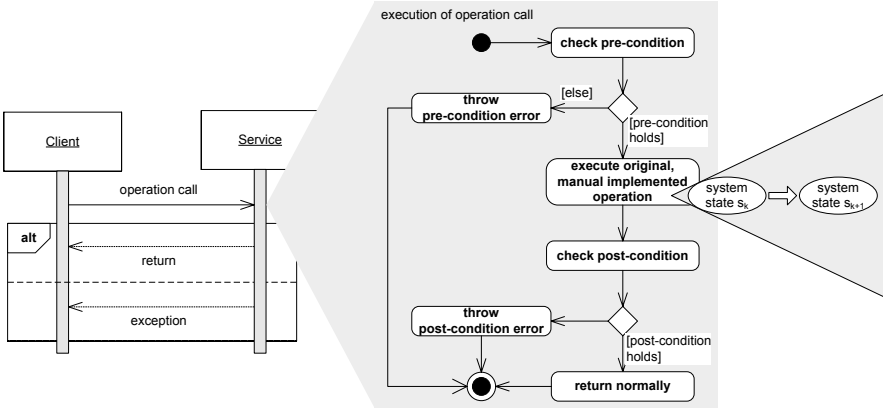 execution of operation call
check pre-condition
[else]
throw
pre-condition error
[pre-condition
holds]
Client
Service
execute original,
manual implemented
operation
system
state sk
system
state sk+1
operation call
alt
return
check post-condition
exception
throw
post-condition error
[post-condition
holds]
return normally